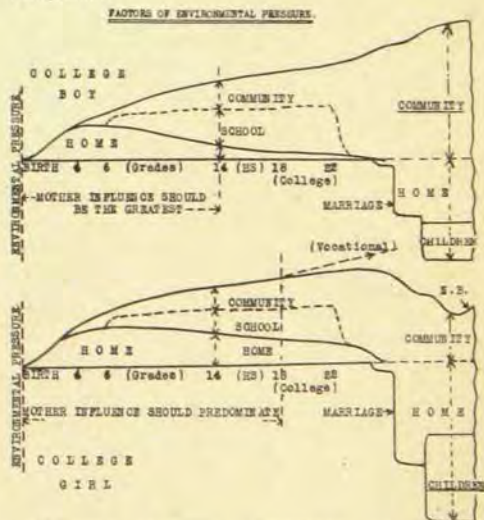 FACTORS OF ENVIRONMENTAL PRESSURE.
COLLEGE
BOY
COMMUNITY
COMMUNITY
SCHOOL
HOME
ENVIRONMENTAL PRESSURE
BIRTH 4 6 (Grades) 14 (HS) 18 22
(College)
MOTHER INFLUENCE SHOULD
BE THE GREATEST
MARRIAGE
HOME
CHILDREN
(Vocational)
N.B.
COMMUNITY
COMMUNITY
SCHOOL
HOME
HOME
ENVIRONMENTAL PRESSURE
BIRTH 4 6 (Grades) 14 (HS) 18 22
(College)
MOTHER INFLUENCE SHOULD PREDOMINATE
MARRIAGE
HOME
COLLEGE
GIRL
CHILDREN